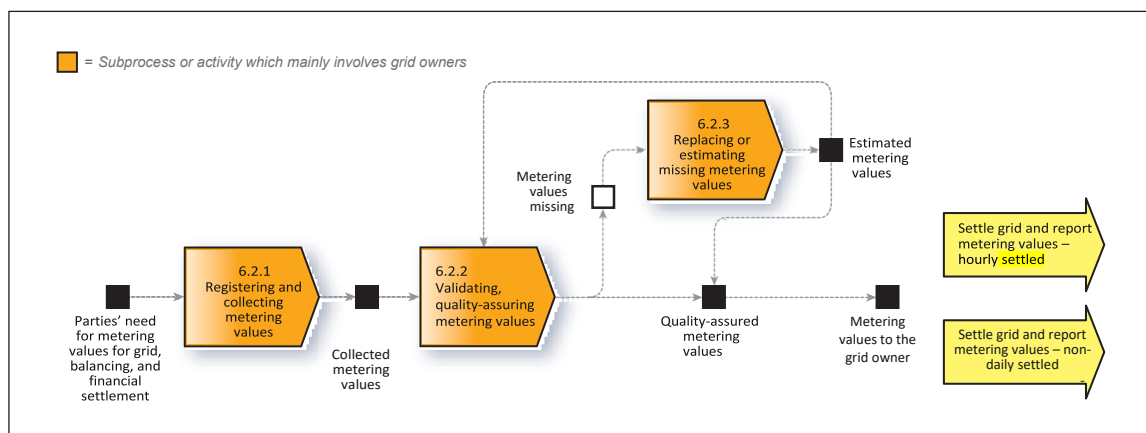 = Subprocess or activity which mainly involves grid owners
6.2.3
Replacing or
estimating
missing metering
values
Estimated
metering
values
Metering
values
missing
6.2.1
Registering and
collecting
metering
values
6.2.2
Validating,
quality-assuring
metering values
Parties’ need
for metering
values for grid,
balancing, and
financial
settlement
Collected
metering
values
Quality-assured
metering
values
Metering
values to the
grid owner
Settle grid and report
metering values –
hourly settled
Settle grid and report
metering values – non-
daily settled
-